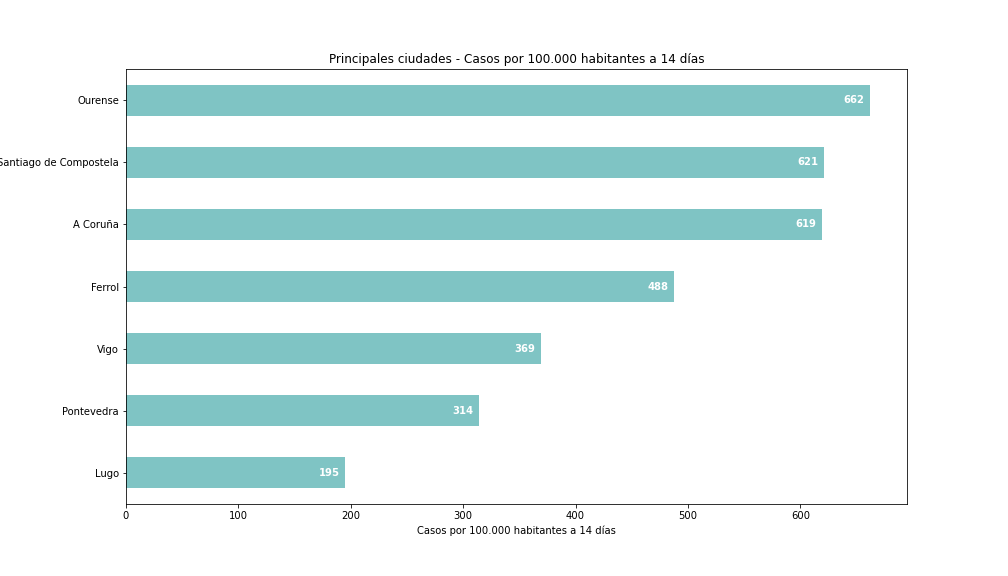 Principales ciudades - Casos por 100.000 habitantes a 14 días
Ourense 662
Santiago de Compostela 621
A Coruña 619
Ferrol 488
Vigo 369
Pontevedra 314
Lugo 195
0 100 200 300 400 500 600
Casos por 100.000 habitantes a 14 días